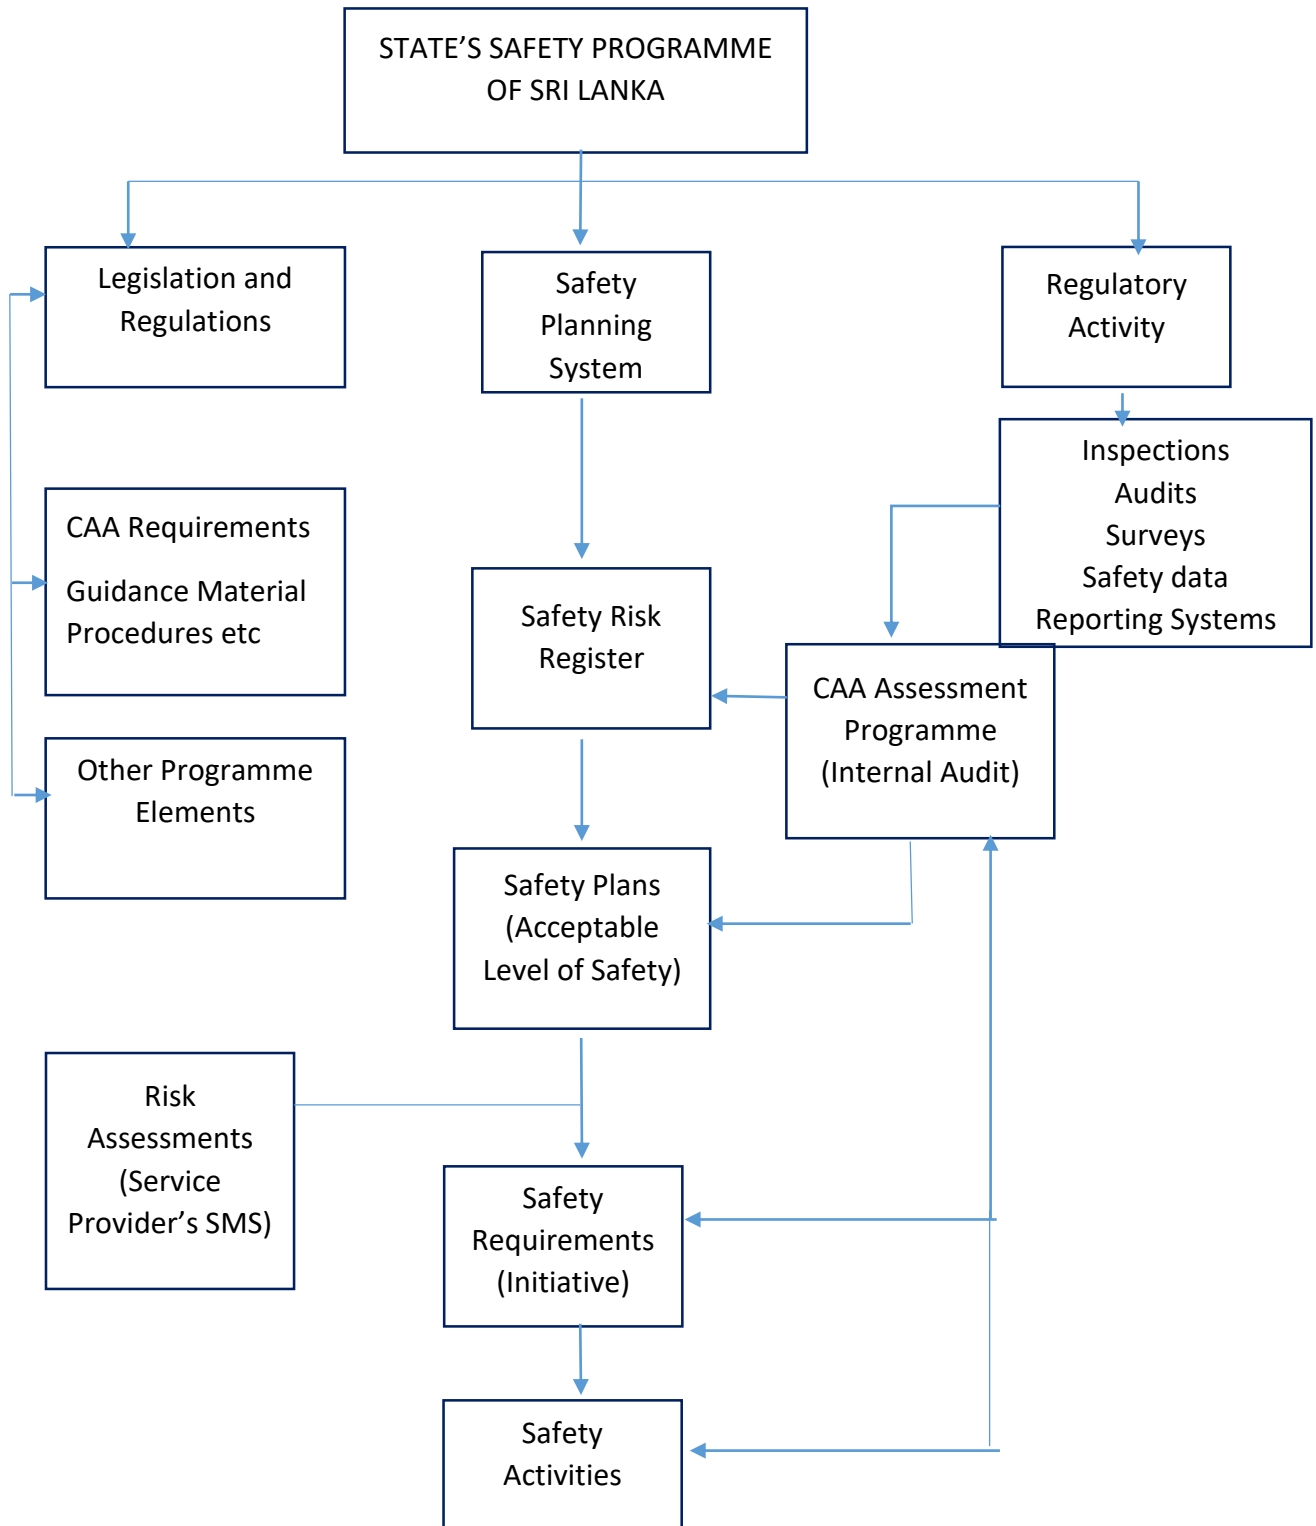 STATE’S SAFETY PROGRAMME
OF SRI LANKA
Legislation and
Regulations
Safety
Planning
System
Regulatory
Activity
Inspections
Audits
Surveys
Safety data
Reporting Systems
CAA Requirements
Guidance Material
Procedures etc
Safety Risk
Register
CAA Assessment
Programme
(Internal Audit)
Other Programme
Elements
Safety Plans
(Acceptable
Level of Safety)
Risk
Assessments
(Service
Provider’s SMS)
Safety
Requirements
(Initiative)
Safety
Activities